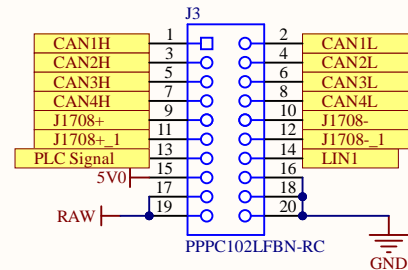 J3
CAN1H 1 2 CAN1L
CAN2H 3 4 CAN2L
CAN3H 5 6 CAN3L
CAN4H 7 8 CAN4L
J1708+ 9 10 J1708-
J1708+_1 11 12 J1708-_1
PLC Signal 13 14 LIN1
5V0 15 16
17 18
RAW 19 20
PPPC102LFBN-RC
GND